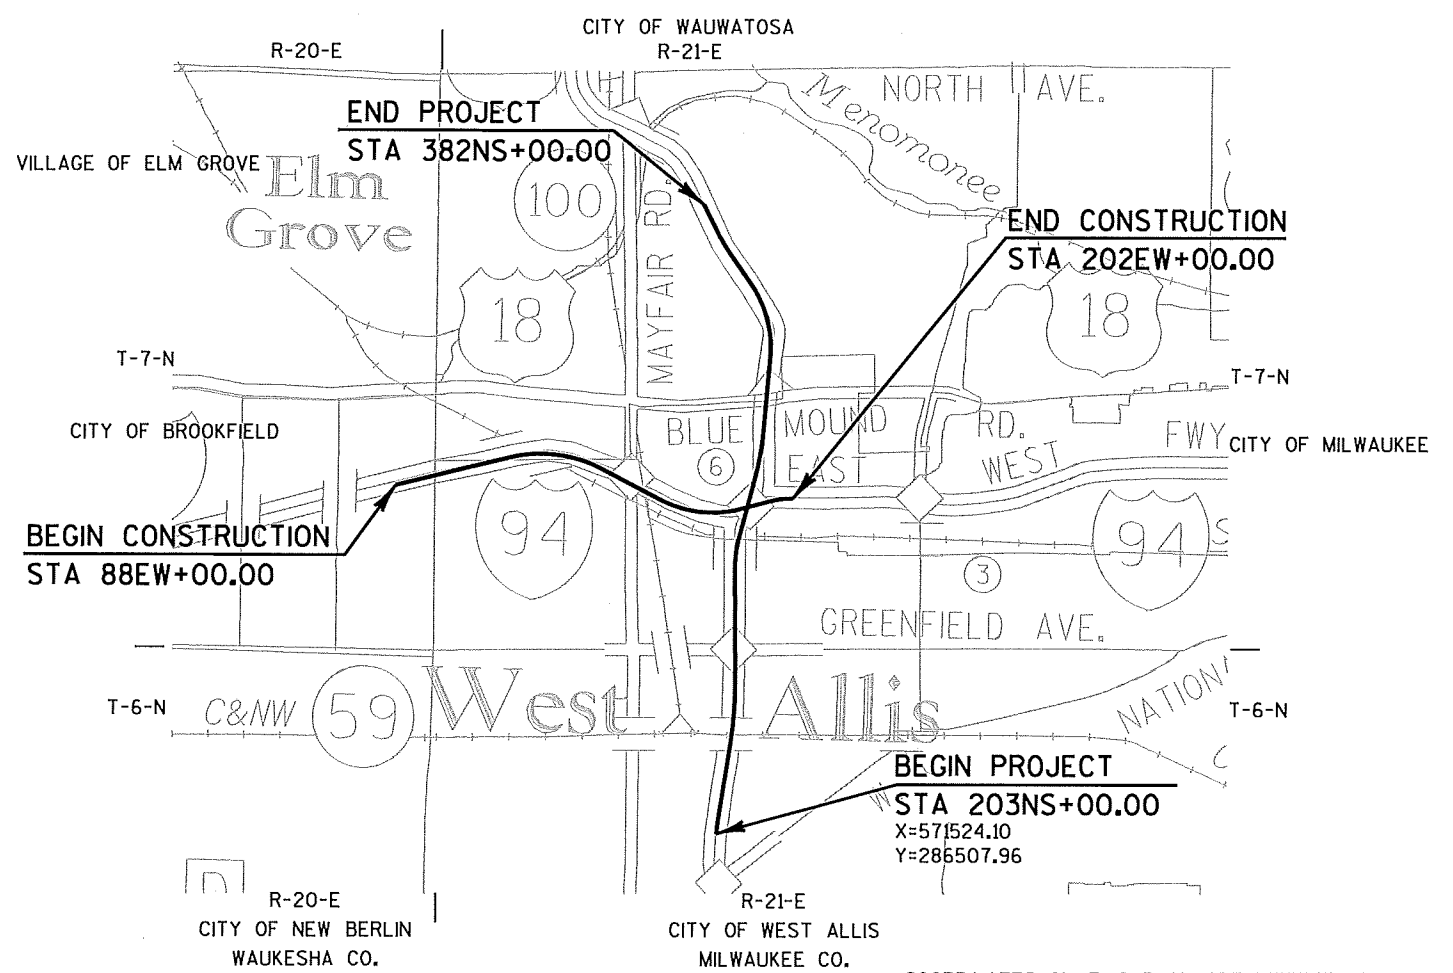 CITY OF WAUWATOSA
R-20-E
R-21-E
NORTH AVE.
Menomonee
END PROJECT
STA 382NS+00.00
VILLAGE OF ELM GROVE
Elm
Grove
100
MAYFAIR RD.
END CONSTRUCTION
STA 202EW+00.00
18
18
T-7-N
T-7-N
BLUE MOUND RD.
CITY OF BROOKFIELD
6
EAST WEST FWY
CITY OF MILWAUKEE
94
94
BEGIN CONSTRUCTION
STA 88EW+00.00
3
GREENFIELD AVE.
T-6-N
C&NW
59
West Allis
T-6-N
BEGIN PROJECT
STA 203NS+00.00
X=571524.10
Y=286507.96
R-20-E
CITY OF NEW BERLIN
WAUKESHA CO.
R-21-E
CITY OF WEST ALLIS
MILWAUKEE CO.